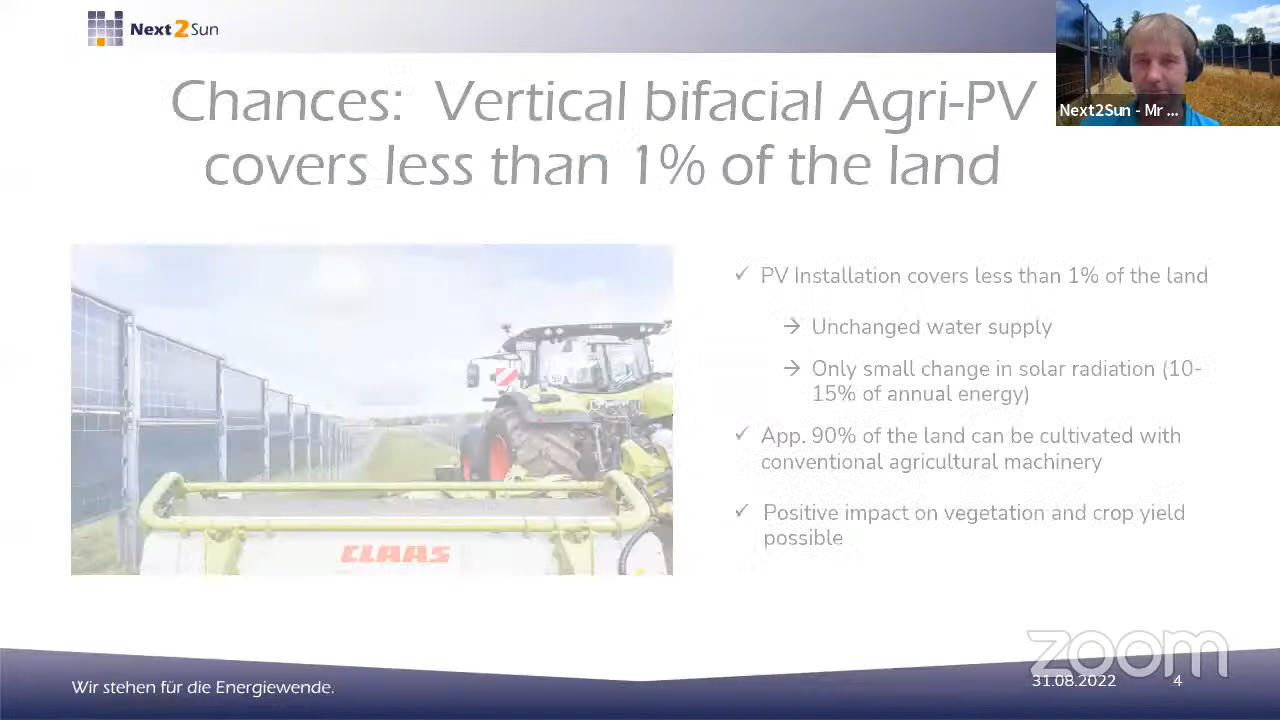 Next2Sun
Next2Sun - Mr ...
Chances: Vertical bifacial Agri-PV
covers less than 1% of the land
✓ PV Installation covers less than 1% of the land
→ Unchanged water supply
→ Only small change in solar radiation (10-
15% of annual energy)
✓ App. 90% of the land can be cultivated with
conventional agricultural machinery
✓ Positive impact on vegetation and crop yield
possible
CLAAS
zoom
Wir stehen für die Energiewende.
31.08.2022
4